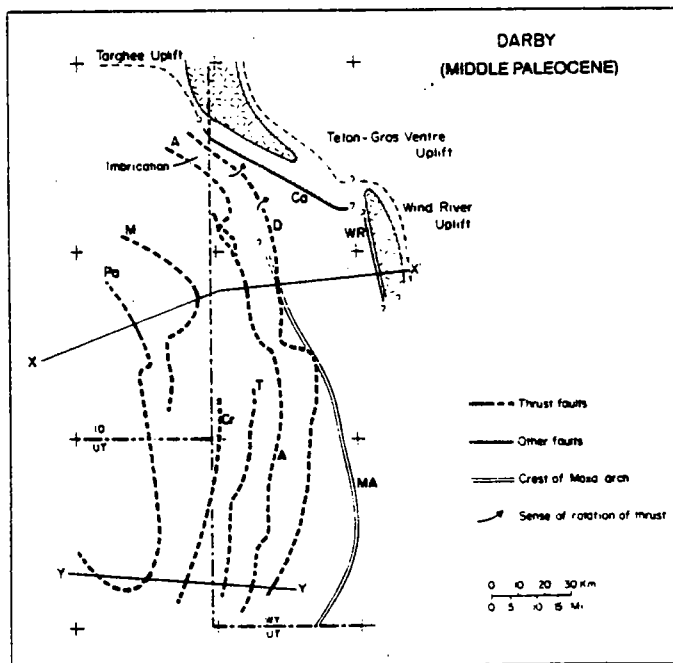 DARBY
(MIDDLE PALEOCENE)
Targhee Uplift
Teton-Gros Ventre
Uplift
A
Imbrication
Ca
Wind River
Uplift
D
WR
M
Pa
X'
X
T
Cr
ID
UT
A
MA
Thrust faults
Other faults
Crest of Moxa arch
Sense of rotation of thrust
Y
Y'
0 10 20 30 Km
0 5 10 15 Mi
WY
UT
?
?
?
?
?
?
?